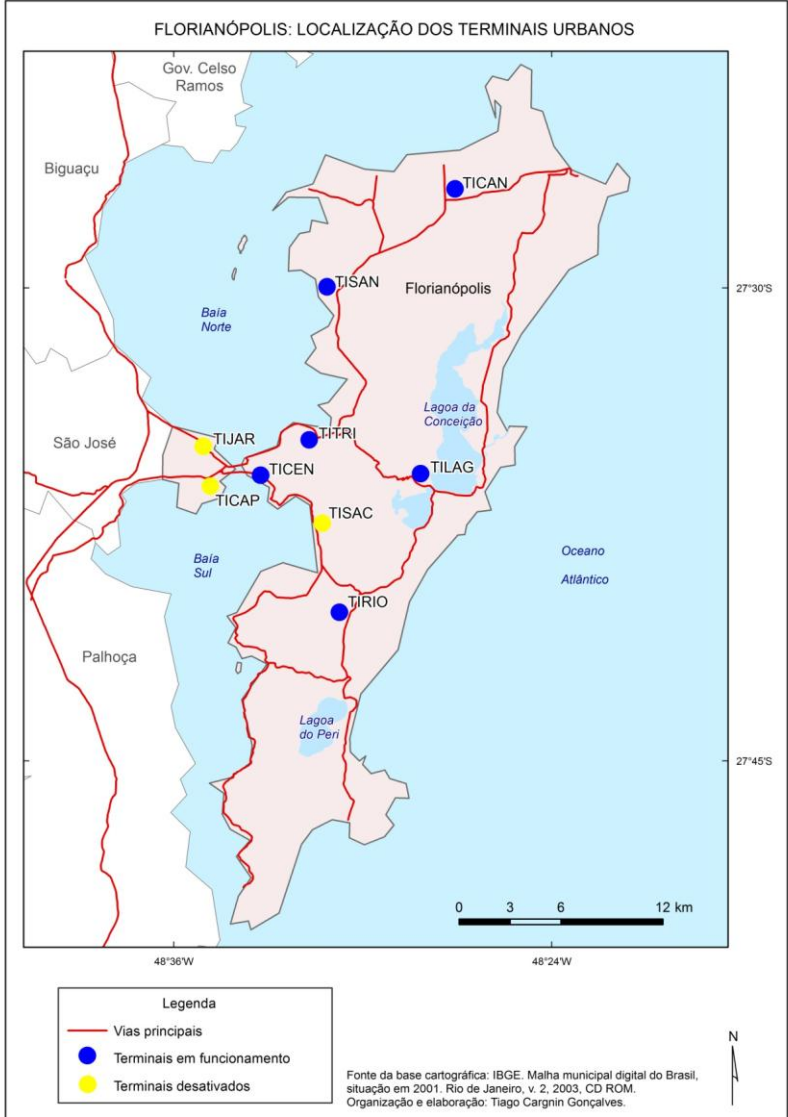 FLORIANÓPOLIS: LOCALIZAÇÃO DOS TERMINAIS URBANOS
Gov. Celso
Ramos
Biguaçu
TICAN
TISAN
Florianópolis
27°30'S
Baía
Norte
Lagoa da
Conceição
São José
TIJAR
TITRI
TICEN
TILAG
TICAP
TISAC
Baía
Sul
Oceano
Atlântico
TIRIO
Palhoça
Lagoa
do Peri
27°45'S
0 3 6 12 km
48°36'W
48°24'W
Legenda
Vias principais
Terminais em funcionamento
Terminais desativados
N
Fonte da base cartográfica: IBGE. Malha municipal digital do Brasil,
situação em 2001. Rio de Janeiro, v. 2, 2003, CD ROM.
Organização e elaboração: Tiago Cargnin Gonçalves.